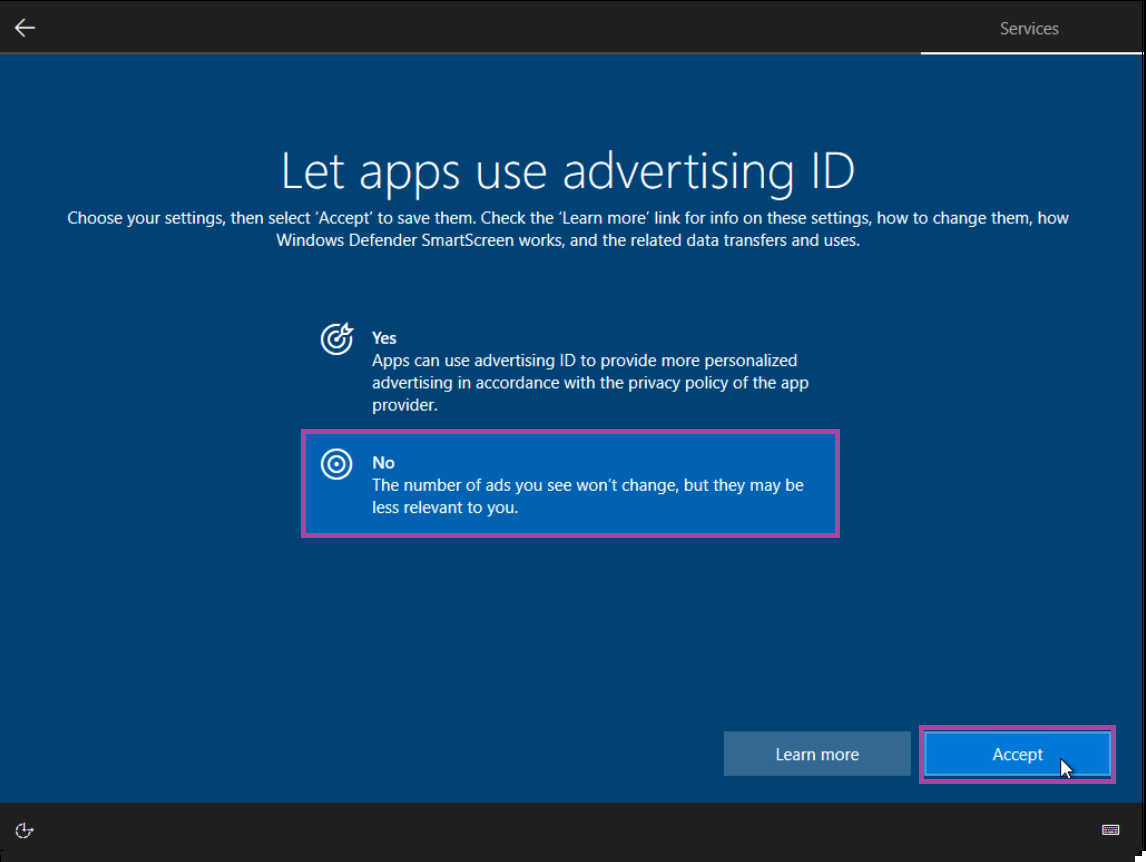 Services
Let apps use advertising ID
Choose your settings, then select ‘Accept’ to save them. Check the ‘Learn more’ link for info on these settings, how to change them, how
Windows Defender SmartScreen works, and the related data transfers and uses.
Yes
Apps can use advertising ID to provide more personalized
advertising in accordance with the privacy policy of the app
provider.
No
The number of ads you see won’t change, but they may be
less relevant to you.
Learn more
Accept